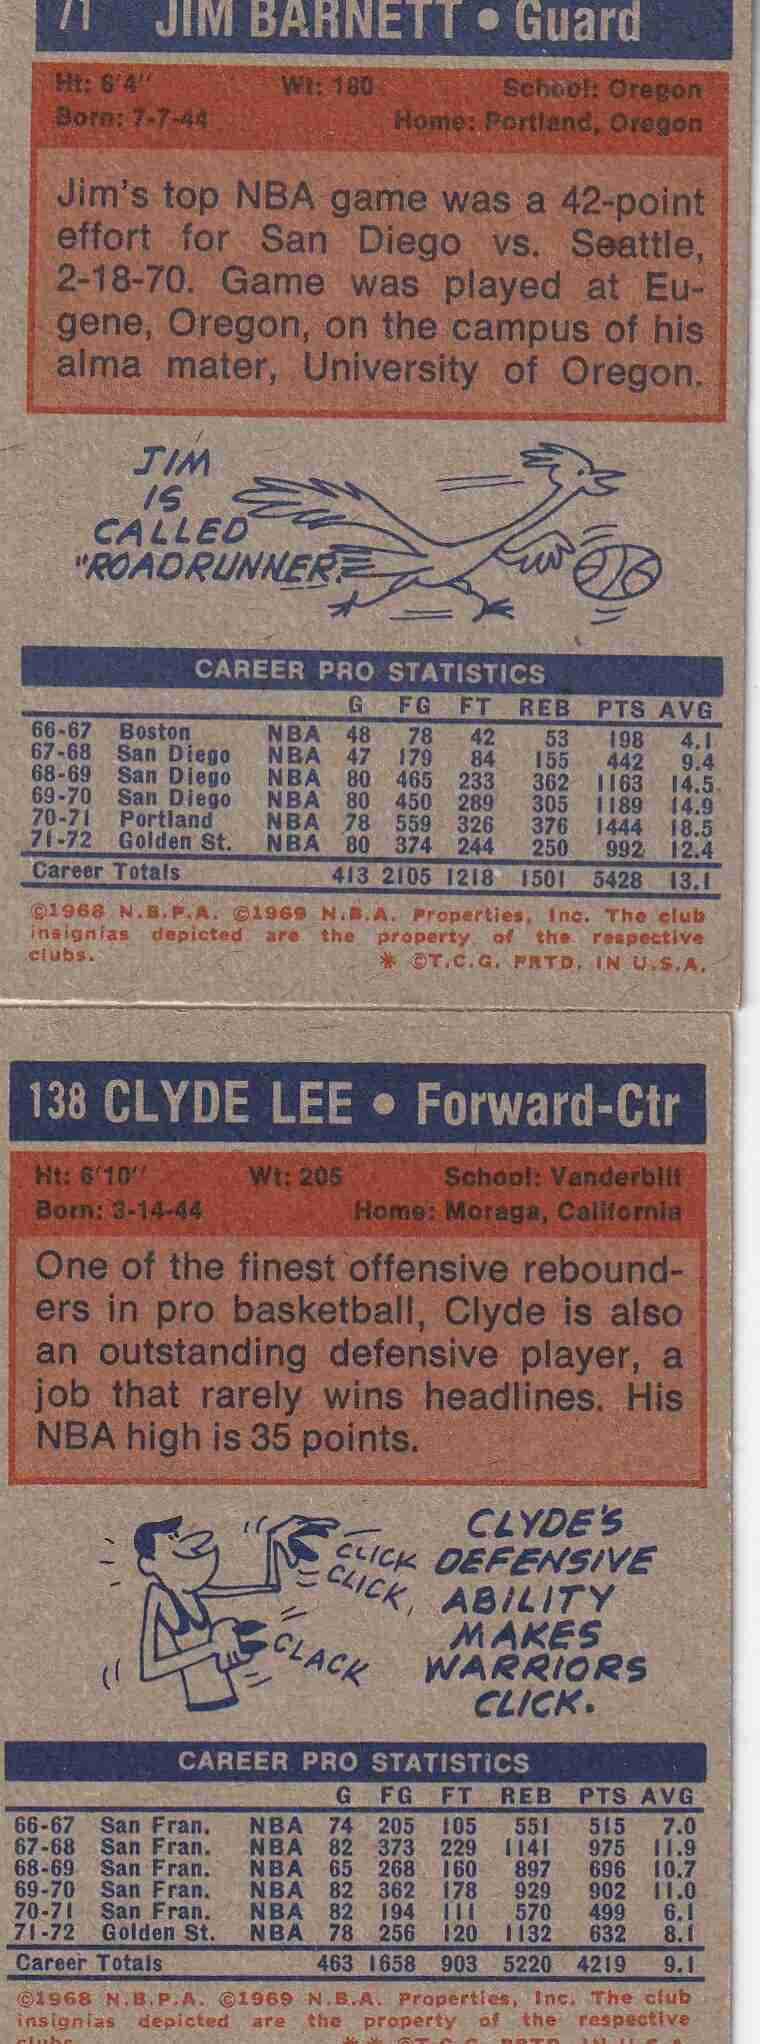 71 JIM BARNETT • Guard
Ht: 6'4" Wt: 180 School: Oregon
Born: 7-7-44 Home: Portland, Oregon
Jim's top NBA game was a 42-point
effort for San Diego vs. Seattle,
2-18-70. Game was played at Eu-
gene, Oregon, on the campus of his
alma mater, University of Oregon.
JIM
IS
CALLED
"ROADRUNNER."
CAREER PRO STATISTICS
G FG FT REB PTS AVG
66-67 Boston NBA 48 78 42 53 198 4.1
67-68 San Diego NBA 47 179 84 155 442 9.4
68-69 San Diego NBA 80 465 233 362 1163 14.5
69-70 San Diego NBA 80 450 289 305 1189 14.9
70-71 Portland NBA 78 559 326 376 1444 18.5
71-72 Golden St. NBA 80 374 244 250 992 12.4
Career Totals 413 2105 1218 1501 5428 13.1
©1968 N.B.P.A. ©1969 N.B.A. Properties, Inc. The club
insignias depicted are the property of the respective
clubs. * ©T.C.G. PRTD. IN U.S.A.
138 CLYDE LEE • Forward-Ctr
Ht: 6'10" Wt: 205 School: Vanderbilt
Born: 3-14-44 Home: Moraga, California
One of the finest offensive rebound-
ers in pro basketball, Clyde is also
an outstanding defensive player, a
job that rarely wins headlines. His
NBA high is 35 points.
CLICK
CLICK,
CLACK
CLYDE'S
DEFENSIVE
ABILITY
MAKES
WARRIORS
CLICK.
CAREER PRO STATISTICS
G FG FT REB PTS AVG
66-67 San Fran. NBA 74 205 105 551 515 7.0
67-68 San Fran. NBA 82 373 229 1141 975 11.9
68-69 San Fran. NBA 65 268 160 897 696 10.7
69-70 San Fran. NBA 82 362 178 929 902 11.0
70-71 San Fran. NBA 82 194 111 570 499 6.1
71-72 Golden St. NBA 78 256 120 1132 632 8.1
Career Totals 463 1658 903 5220 4219 9.1
©1968 N.B.P.A. ©1969 N.B.A. Properties, Inc. The club
insignias depicted are the property of the respective
clubs. * * ©T.C.G. PRTD. IN U.S.A.